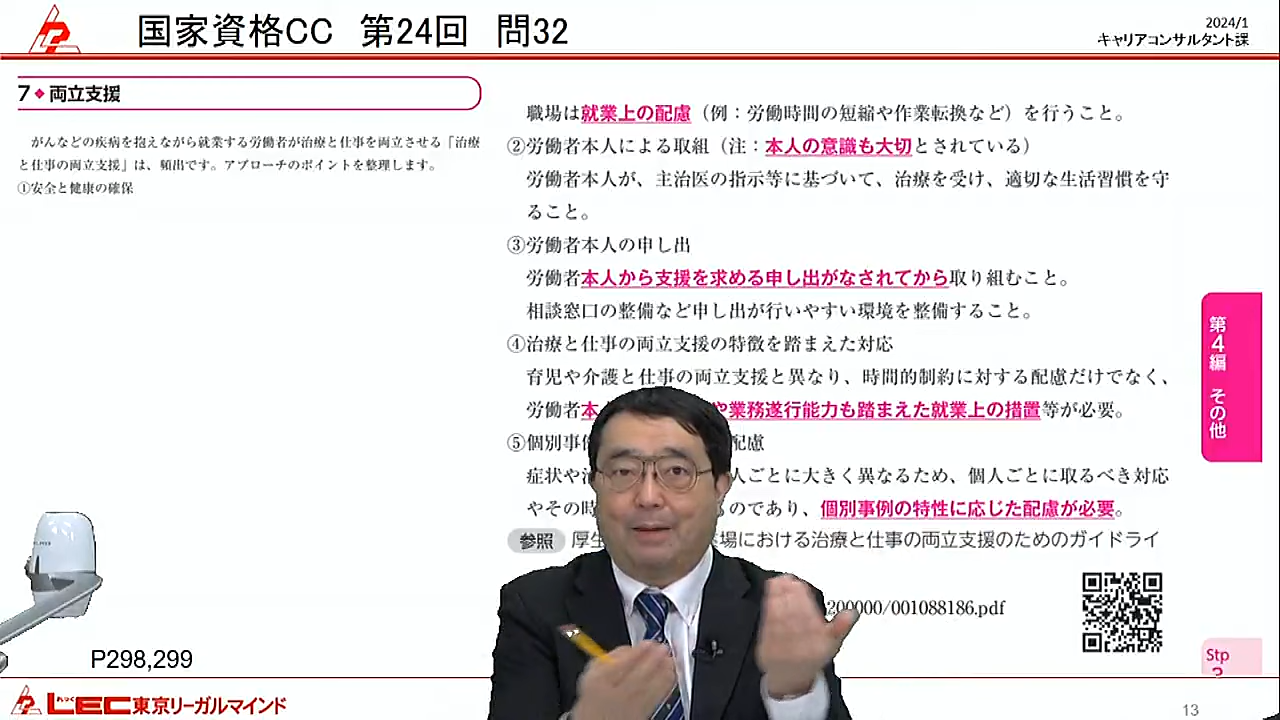 国家資格CC 第24回 問32
2024/1
キャリアコンサルタント課
7 両立支援
がんなどの疾病を抱えながら就業する労働者が治療と仕事を両立させる「治療
と仕事の両立支援」は、頻出です。アプローチのポイントを整理します。
①安全と健康の確保
職場は就業上の配慮（例：労働時間の短縮や作業転換など）を行うこと。
②労働者本人による取組（注：本人の意識も大切とされている）
労働者本人が、主治医の指示等に基づいて、治療を受け、適切な生活習慣を守
ること。
③労働者本人の申し出
労働者本人から支援を求める申し出がなされてから取り組むこと。
相談窓口の整備など申し出が行いやすい環境を整備すること。
④治療と仕事の両立支援の特徴を踏まえた対応
育児や介護と仕事の両立支援と異なり、時間的制約に対する配慮だけでなく、
労働者本 や業務遂行能力も踏まえた就業上の措置等が必要。
⑤個別事 配慮
症状や 人ごとに大きく異なるため、個人ごとに取るべき対応
やその時 のであり、個別事例の特性に応じた配慮が必要。
参照 厚生 場における治療と仕事の両立支援のためのガイドライ
200000/001088186.pdf
第4編 その他
Stp
P298,299
LEC東京リーガルマインド
13